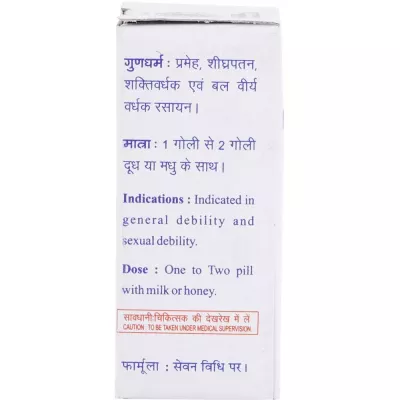 गुणधर्म : प्रमेह, शीघ्रपतन,
शक्तिवर्धक एवं बल वीर्य
वर्धक रसायन।
मात्रा : 1 गोली से 2 गोली
दूध या मधु के साथ।
Indications : Indicated in
general debility and
sexual debility.
Dose : One to Two pill
with milk or honey.
सावधानी:चिकित्सक की देखरेख में लें
CAUTION : TO BE TAKEN UNDER MEDICAL SUPERVISION
फार्मूला : सेवन विधि पर।